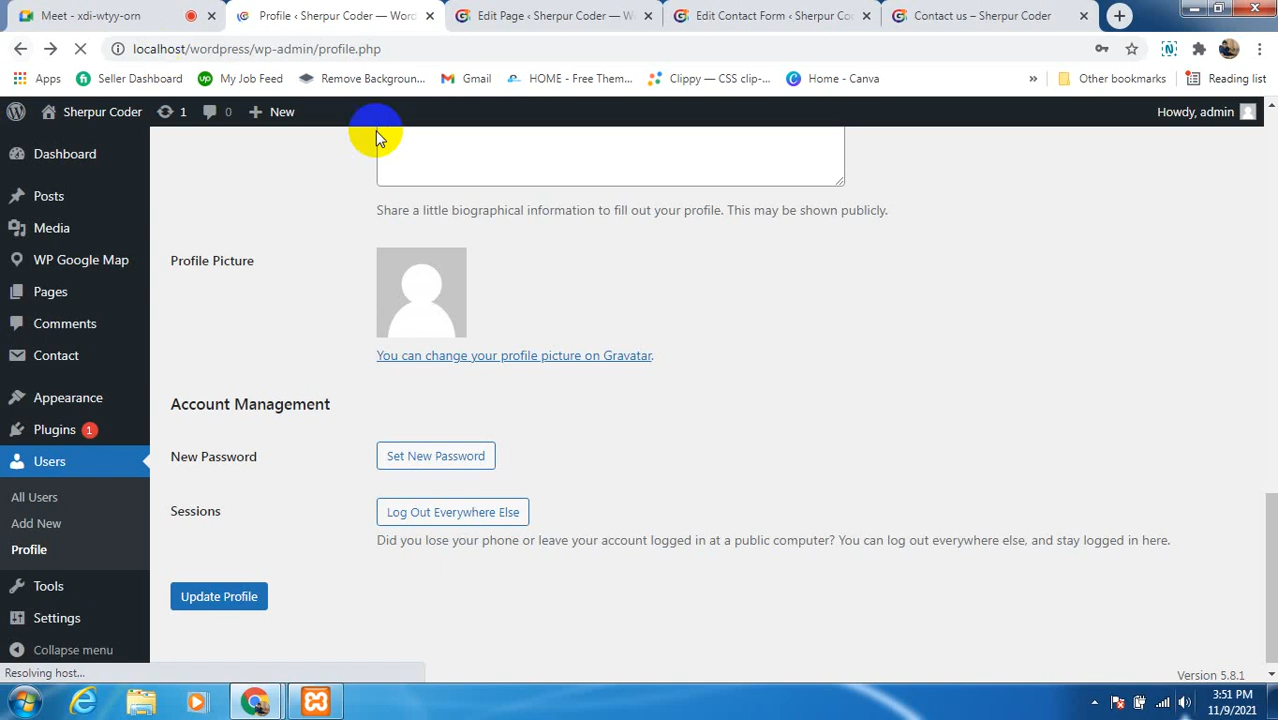 Meet - xdi-wtyy-orn
Profile ‹ Sherpur Coder — Worc
Edit Page ‹ Sherpur Coder — W
Edit Contact Form ‹ Sherpur Coc
Contact us – Sherpur Coder
localhost/wordpress/wp-admin/profile.php
Apps
Seller Dashboard
My Job Feed
Remove Backgroun...
Gmail
HOME - Free Them...
Clippy — CSS clip-...
Home - Canva
»
Other bookmarks
Reading list
Sherpur Coder
1
0
New
Howdy, admin
Dashboard
Posts
Media
WP Google Map
Pages
Comments
Contact
Appearance
Plugins 1
Users
All Users
Add New
Profile
Tools
Settings
Collapse menu
Share a little biographical information to fill out your profile. This may be shown publicly.
Profile Picture
You can change your profile picture on Gravatar.
Account Management
New Password
Set New Password
Sessions
Log Out Everywhere Else
Did you lose your phone or leave your account logged in at a public computer? You can log out everywhere else, and stay logged in here.
Update Profile
Resolving host...
Version 5.8.1
3:51 PM
11/9/2021